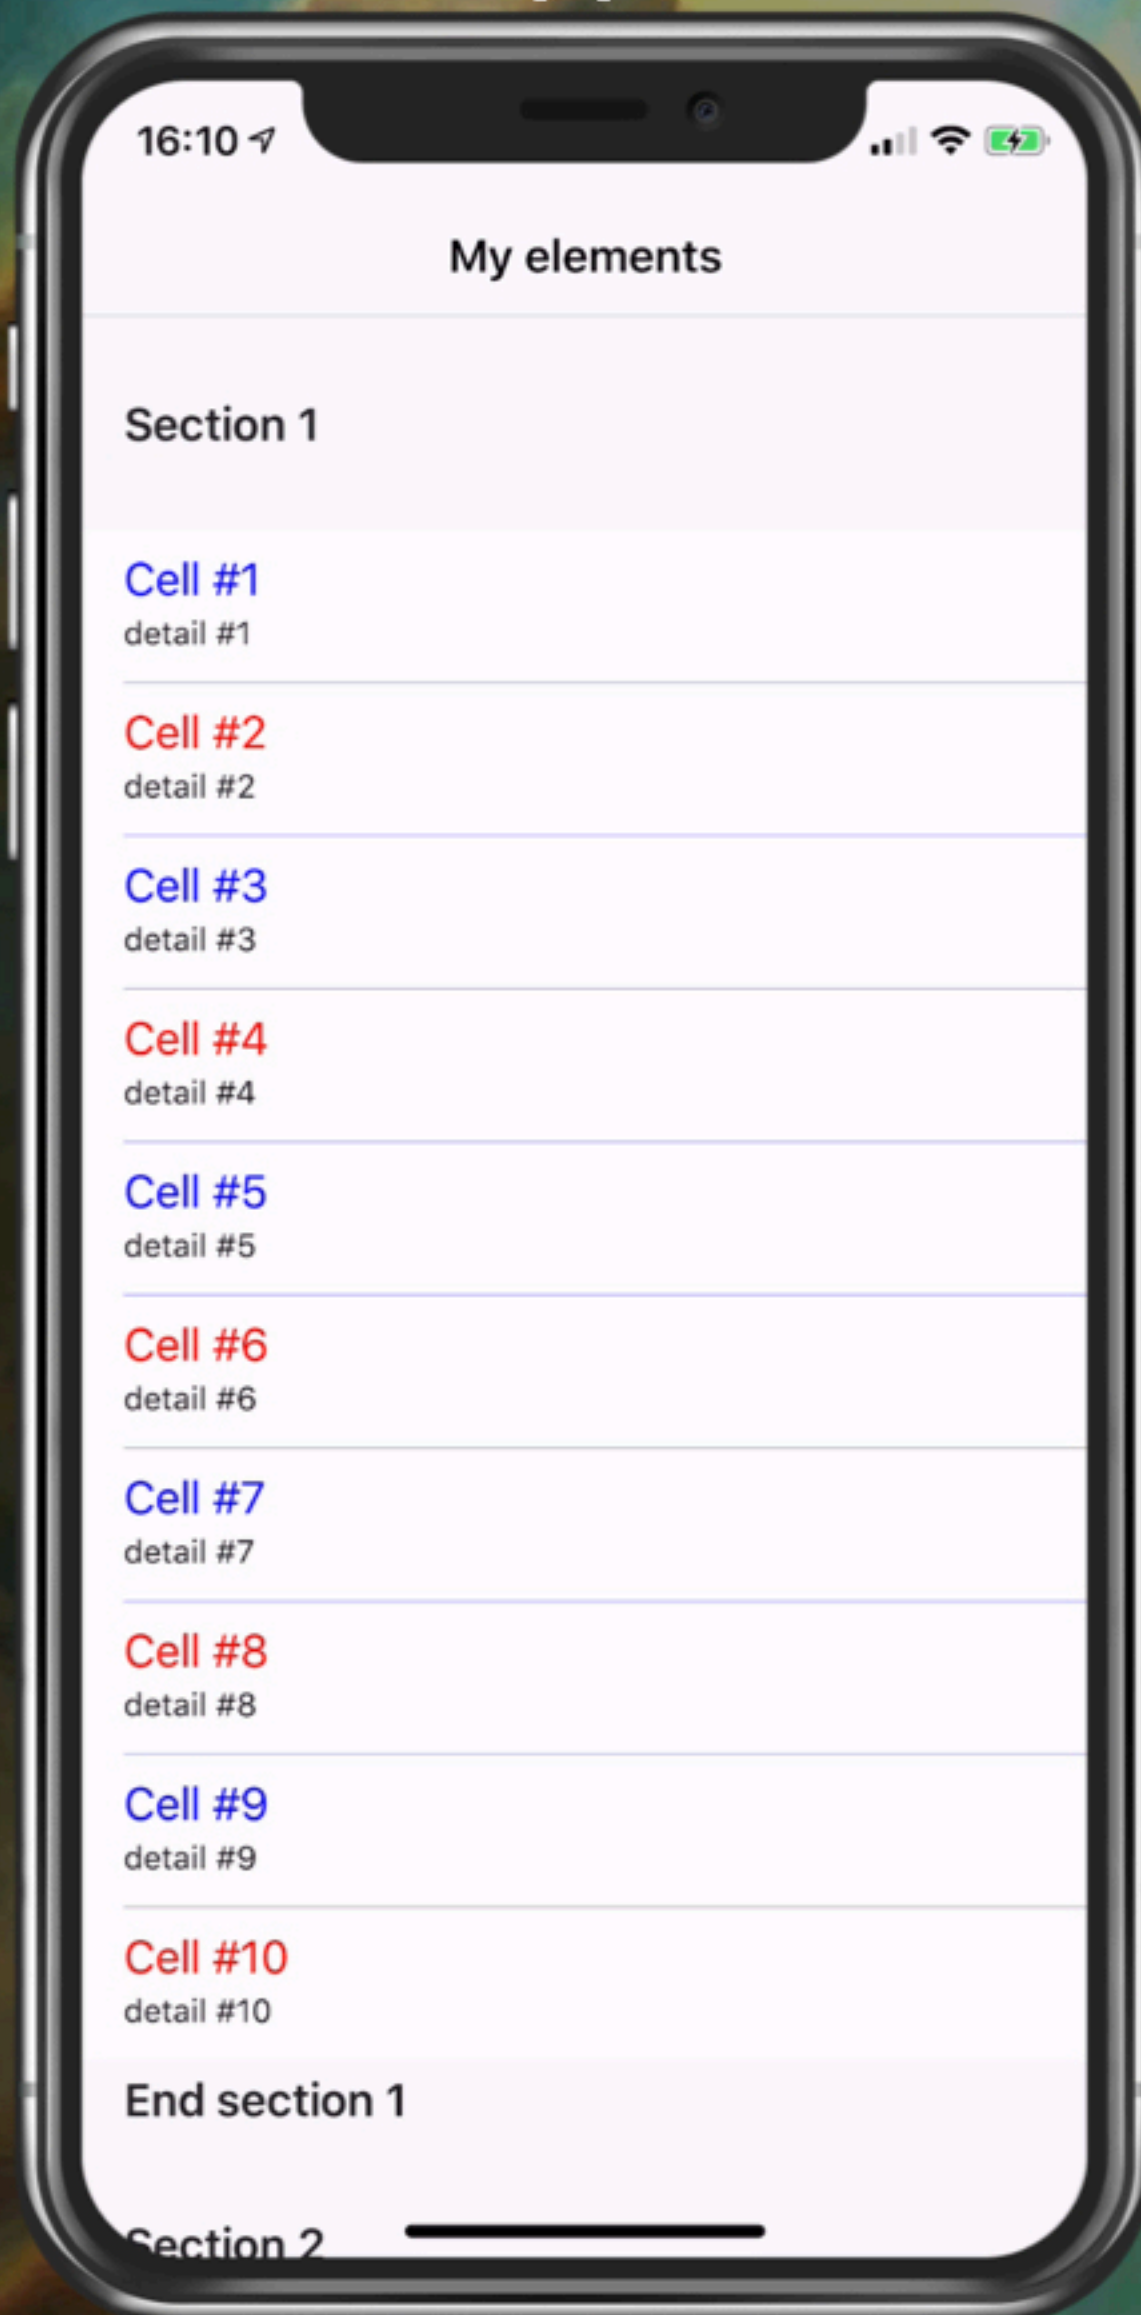 16:10
My elements
Section 1
Cell #1
detail #1
Cell #2
detail #2
Cell #3
detail #3
Cell #4
detail #4
Cell #5
detail #5
Cell #6
detail #6
Cell #7
detail #7
Cell #8
detail #8
Cell #9
detail #9
Cell #10
detail #10
End section 1
Section 2